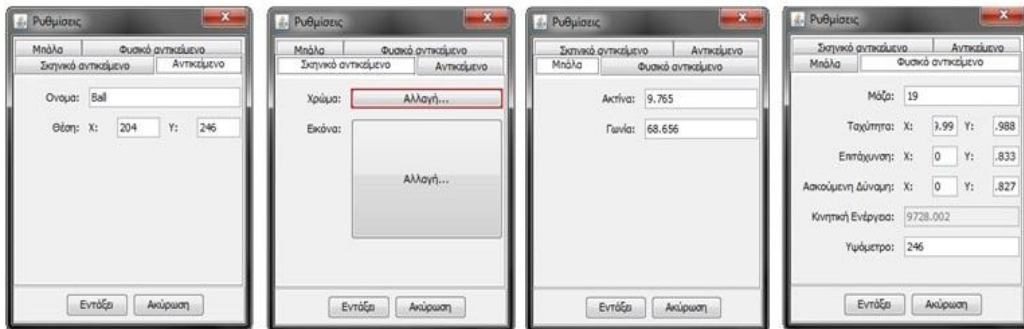 Ρυθμίσεις
Μπάλα Φυσικό αντικείμενο
Σκηνικό αντικείμενο Αντικείμενο
Ονομα: Ball
Θέση: X: 204 Y: 246
Εντάξει Ακύρωση
Ρυθμίσεις
Μπάλα Φυσικό αντικείμενο
Σκηνικό αντικείμενο Αντικείμενο
Χρώμα: Αλλαγή...
Εικόνα:
Αλλαγή...
Εντάξει Ακύρωση
Ρυθμίσεις
Σκηνικό αντικείμενο Αντικείμενο
Μπάλα Φυσικό αντικείμενο
Ακτίνα: 9.765
Γωνία: 68.656
Εντάξει Ακύρωση
Ρυθμίσεις
Σκηνικό αντικείμενο Αντικείμενο
Μπάλα Φυσικό αντικείμενο
Μάζα: 19
Ταχύτητα: X: 9.99 Y: .988
Επιτάχυνση: X: 0 Y: .833
Ασκούμενη Δύναμη: X: 0 Y: .827
Κινητική Ενέργεια: 9728.002
Υψόμετρο: 246
Εντάξει Ακύρωση